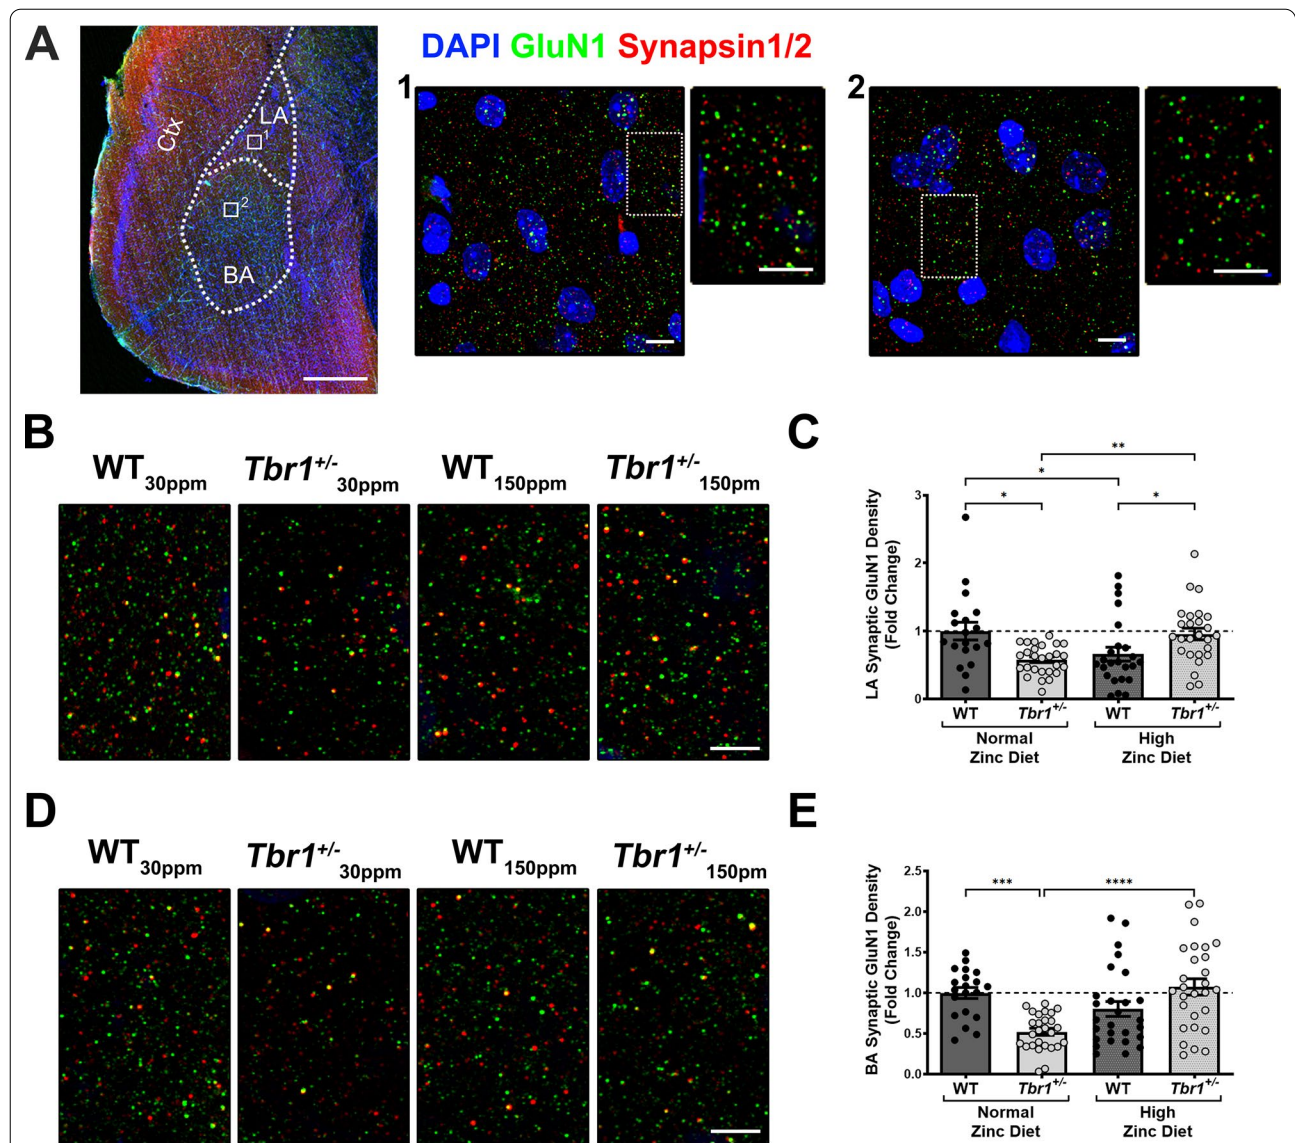 A
DAPI GluN1 Synapsin1/2
Ctx
LA
1
2
BA
1
2
B
WT30ppm
Tbr1+/-30ppm
WT150ppm
Tbr1+/-150pm
C
**
*
*
*
LA Synaptic GluN1 Density
(Fold Change)
3
2
1
0
WT
Tbr1+/-
WT
Tbr1+/-
Normal
Zinc Diet
High
Zinc Diet
D
WT30ppm
Tbr1+/-30ppm
WT150ppm
Tbr1+/-150pm
E
***
****
BA Synaptic GluN1 Density
(Fold Change)
2.5
2.0
1.5
1.0
0.5
0.0
WT
Tbr1+/-
WT
Tbr1+/-
Normal
Zinc Diet
High
Zinc Diet